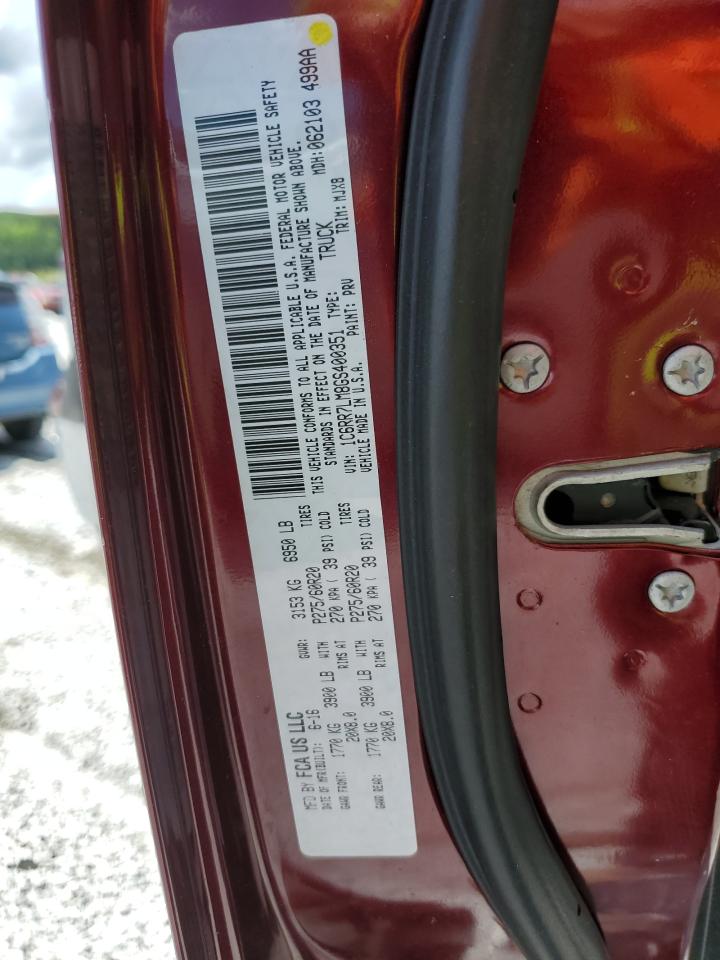 MFD BY FCA US LLC
DATE OF MFR(BUILT): 6-16 GVWR: 3153 KG 6950 LB
GAWR FRONT: 1770 KG 3900 LB WITH P275/60R20 TIRES
20X8.0 RIMS AT 270 KPA ( 39 PSI) COLD
GAWR REAR: 1770 KG 3900 LB WITH P275/60R20 TIRES
20X8.0 RIMS AT 270 KPA ( 39 PSI) COLD
THIS VEHICLE CONFORMS TO ALL APPLICABLE U.S.A. FEDERAL MOTOR VEHICLE SAFETY
STANDARDS IN EFFECT ON THE DATE OF MANUFACTURE SHOWN ABOVE. MDH:062103 499AA
VIN: 1C6RR7LM8GS400351 TYPE: TRUCK
VEHICLE MADE IN U.S.A. PAINT: PRV TRIM: MJX8